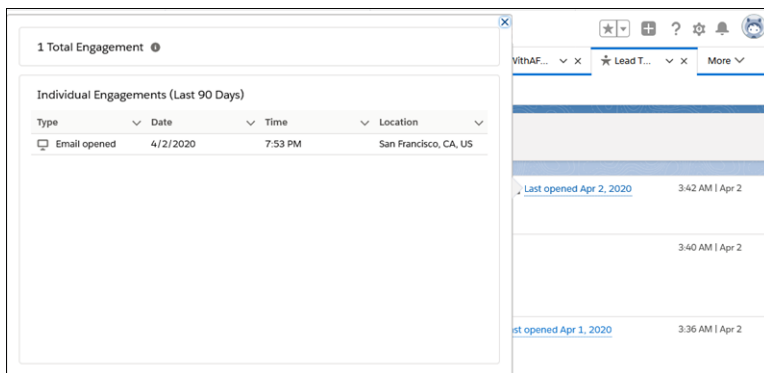 1 Total Engagement
Individual Engagements (Last 90 Days)
Type Date Time Location
Email opened 4/2/2020 7:53 PM San Francisco, CA, US
Lead T... More
Last opened Apr 2, 2020 3:42 AM | Apr 2
3:40 AM | Apr 2
opened Apr 1, 2020 3:36 AM | Apr 2